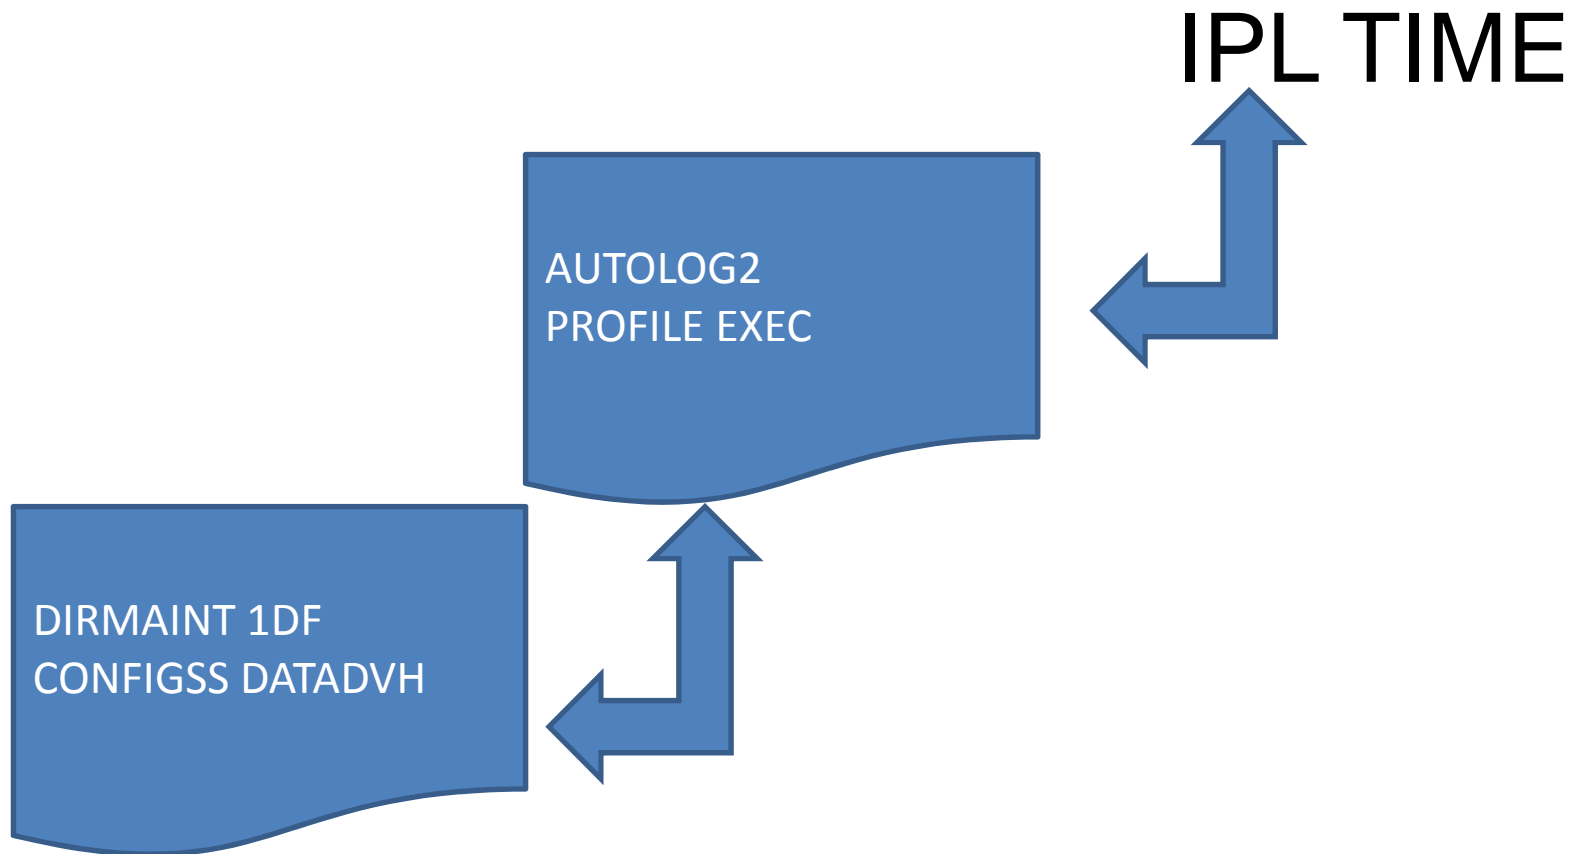 IPL TIME
AUTOLOG2
PROFILE EXEC
DIRMAINT 1DF
CONFIGSS DATADVH